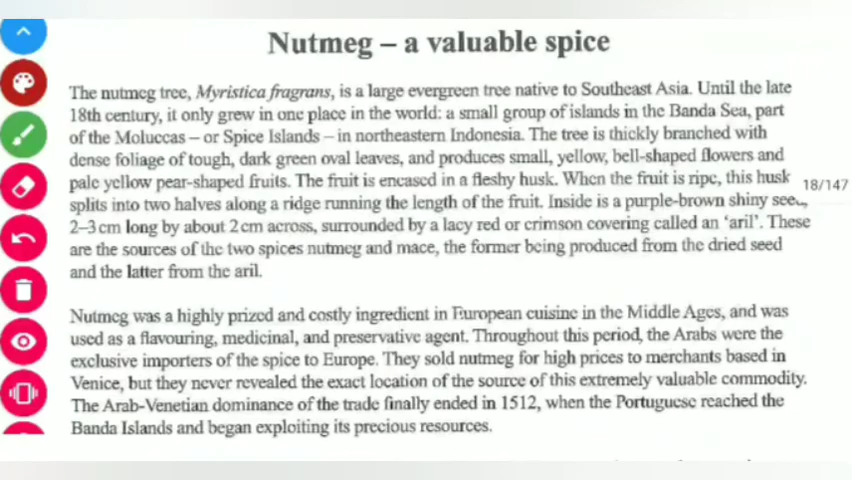 Nutmeg – a valuable spice
The nutmeg tree, Myristica fragrans, is a large evergreen tree native to Southeast Asia. Until the late
18th century, it only grew in one place in the world: a small group of islands in the Banda Sea, part
of the Moluccas – or Spice Islands – in northeastern Indonesia. The tree is thickly branched with
dense foliage of tough, dark green oval leaves, and produces small, yellow, bell-shaped flowers and
pale yellow pear-shaped fruits. The fruit is encased in a fleshy husk. When the fruit is ripe, this husk
18/147
splits into two halves along a ridge running the length of the fruit. Inside is a purple-brown shiny
2–3 cm long by about 2 cm across, surrounded by a lacy red or crimson covering called an ‘aril’. These
are the sources of the two spices nutmeg and mace, the former being produced from the dried seed
and the latter from the aril.
Nutmeg was a highly prized and costly ingredient in European cuisine in the Middle Ages, and was
used as a flavouring, medicinal, and preservative agent. Throughout this period, the Arabs were the
exclusive importers of the spice to Europe. They sold nutmeg for high prices to merchants based in
Venice, but they never revealed the exact location of the source of this extremely valuable commodity.
The Arab-Venetian dominance of the trade finally ended in 1512, when the Portuguese reached the
Banda Islands and began exploiting its precious resources.